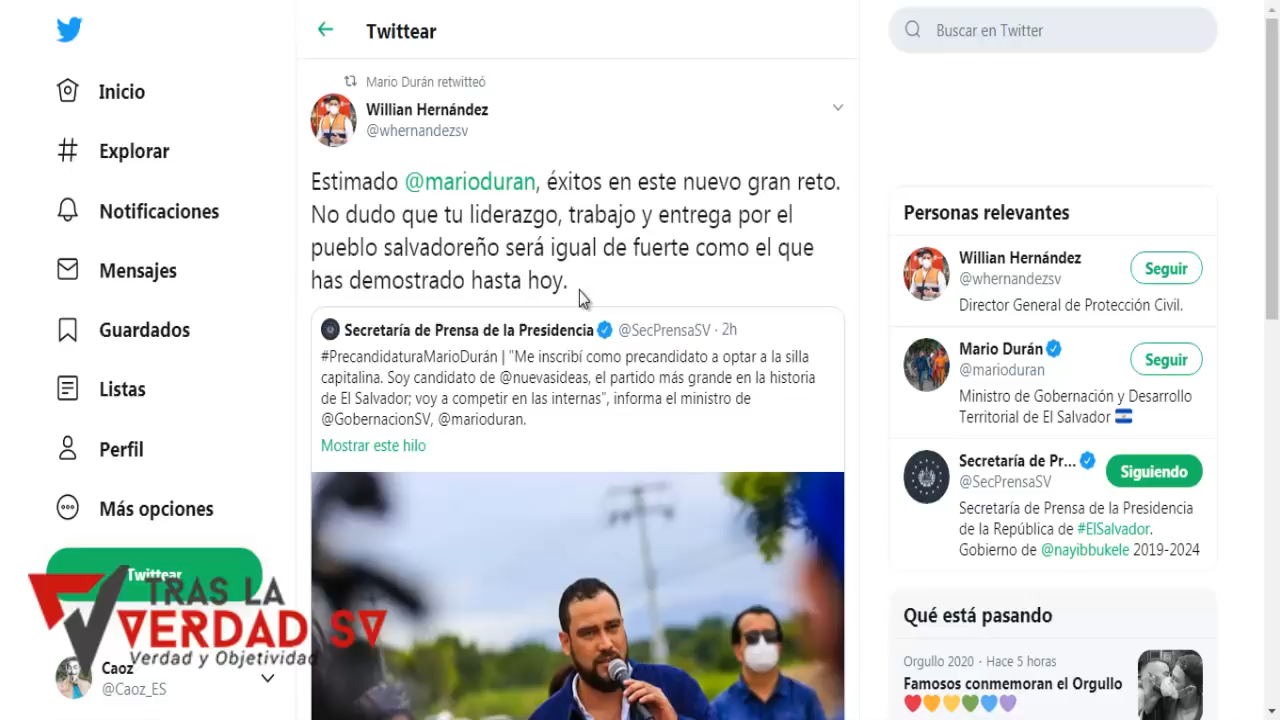 Inicio
Explorar
Notificaciones
Mensajes
Guardados
Listas
Perfil
Más opciones
Twittear
TRAS LA
VERDAD SV
Verdad y Objetividad
Caoz
@Caoz_ES
Twittear
Mario Durán retwitteó
Willian Hernández
@whernandezsv
Estimado @marioduran, éxitos en este nuevo gran reto.
No dudo que tu liderazgo, trabajo y entrega por el
pueblo salvadoreño será igual de fuerte como el que
has demostrado hasta hoy.
Secretaría de Prensa de la Presidencia @SecPrensaSV · 2h
#PrecandidaturaMarioDurán | "Me inscribí como precandidato a optar a la silla
capitalina. Soy candidato de @nuevasideas, el partido más grande en la historia
de El Salvador; voy a competir en las internas", informa el ministro de
@GobernacionSV, @marioduran.
Mostrar este hilo
Buscar en Twitter
Personas relevantes
Willian Hernández
@whernandezsv
Seguir
Director General de Protección Civil.
Mario Durán
@marioduran
Seguir
Ministro de Gobernación y Desarrollo
Territorial de El Salvador
Secretaría de Pr...
@SecPrensaSV
Siguiendo
Secretaría de Prensa de la Presidencia
de la República de #ElSalvador.
Gobierno de @nayibbukele 2019-2024
Qué está pasando
Orgullo 2020 · Hace 5 horas
Famosos conmemoran el Orgullo